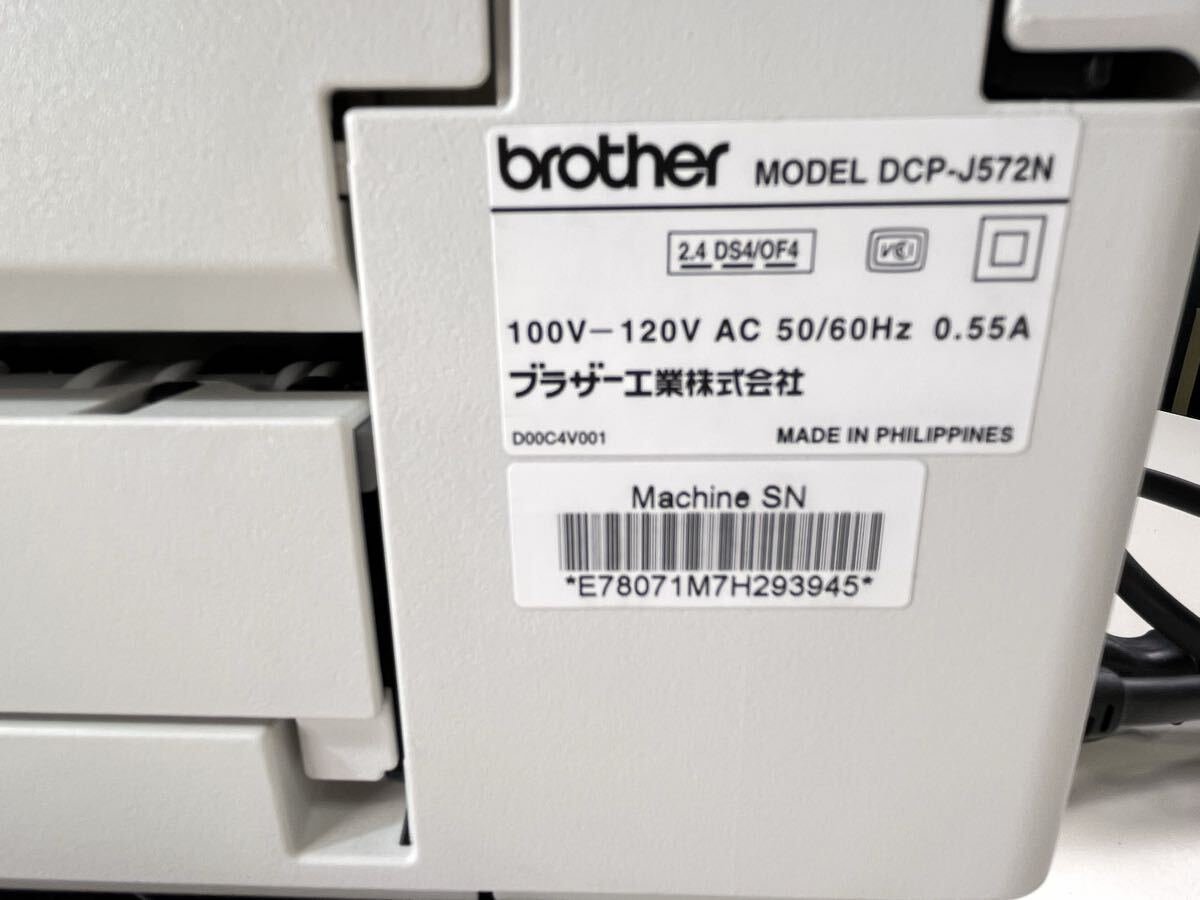 brother MODEL DCP-J572N
2.4 DS4/OF4
VCI
100V－120V AC 50/60Hz 0.55A
ブラザー工業株式会社
D00C4V001 MADE IN PHILIPPINES
Machine SN
*E78071M7H293945*